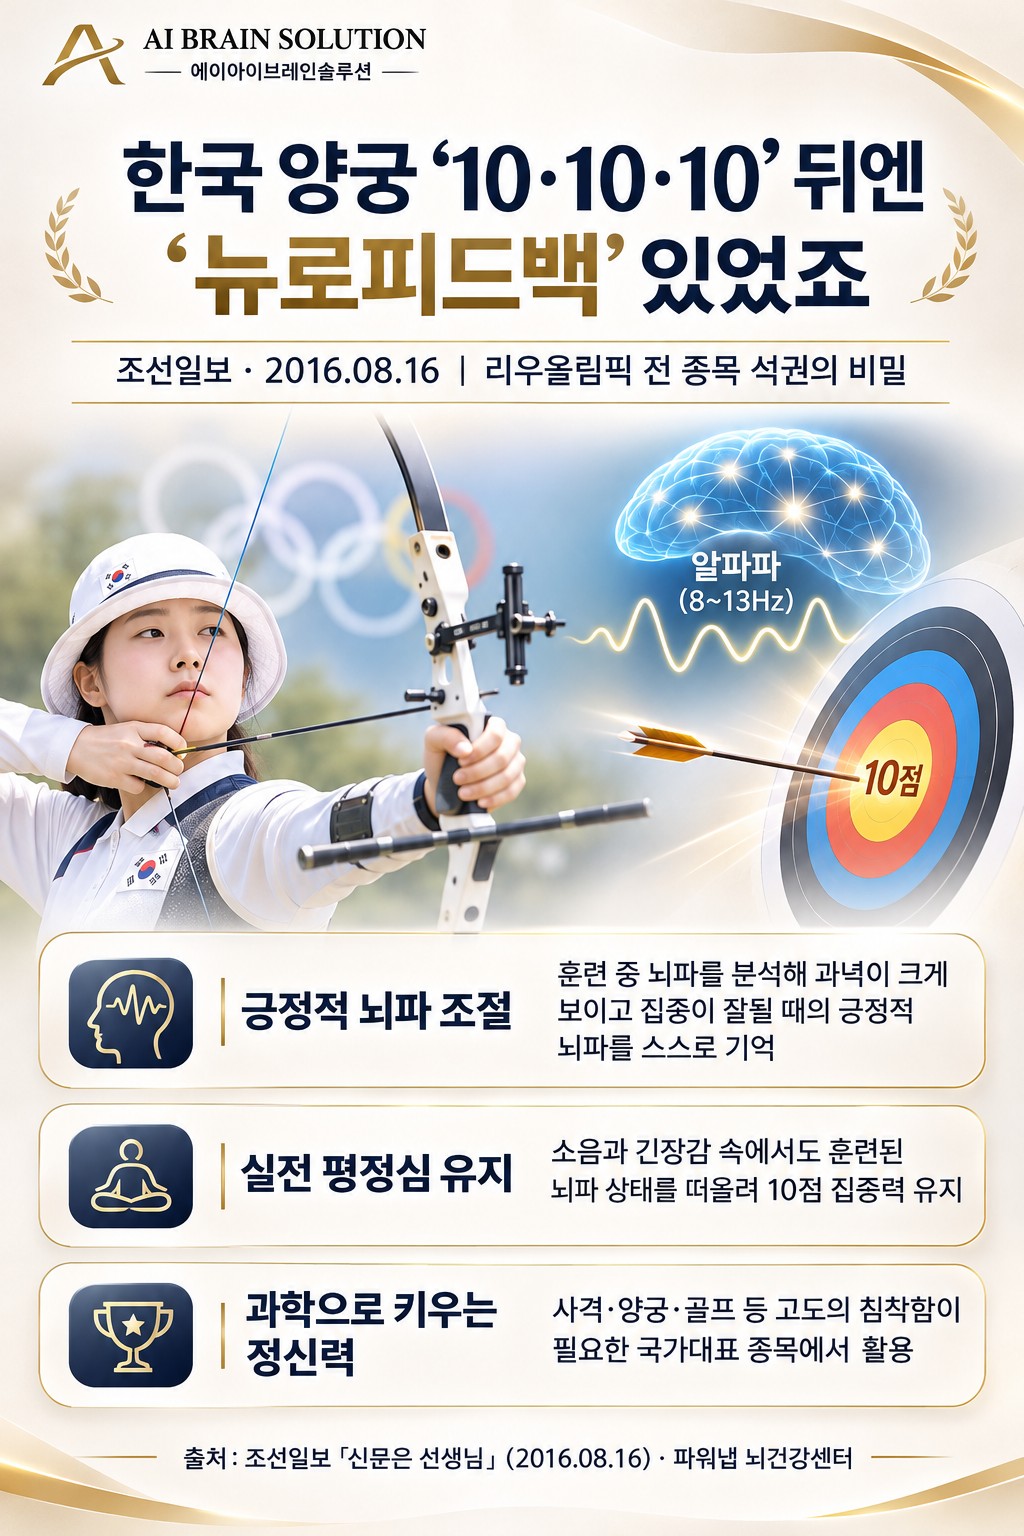 AI BRAIN SOLUTION
에이아이브레인솔루션
한국 양궁 ‘10·10·10’ 뒤엔
‘뉴로피드백’ 있었죠
조선일보 · 2016.08.16 | 리우올림픽 전 종목 석권의 비밀
알파파
(8~13Hz)
10점
긍정적 뇌파 조절
훈련 중 뇌파를 분석해 과녁이 크게
보이고 집중이 잘될 때의 긍정적
뇌파를 스스로 기억
실전 평정심 유지
소음과 긴장감 속에서도 훈련된
뇌파 상태를 떠올려 10점 집중력 유지
과학으로 키우는
정신력
사격·양궁·골프 등 고도의 침착함이
필요한 국가대표 종목에서 활용
출처: 조선일보 「신문은 선생님」 (2016.08.16) · 파워냅 뇌건강센터